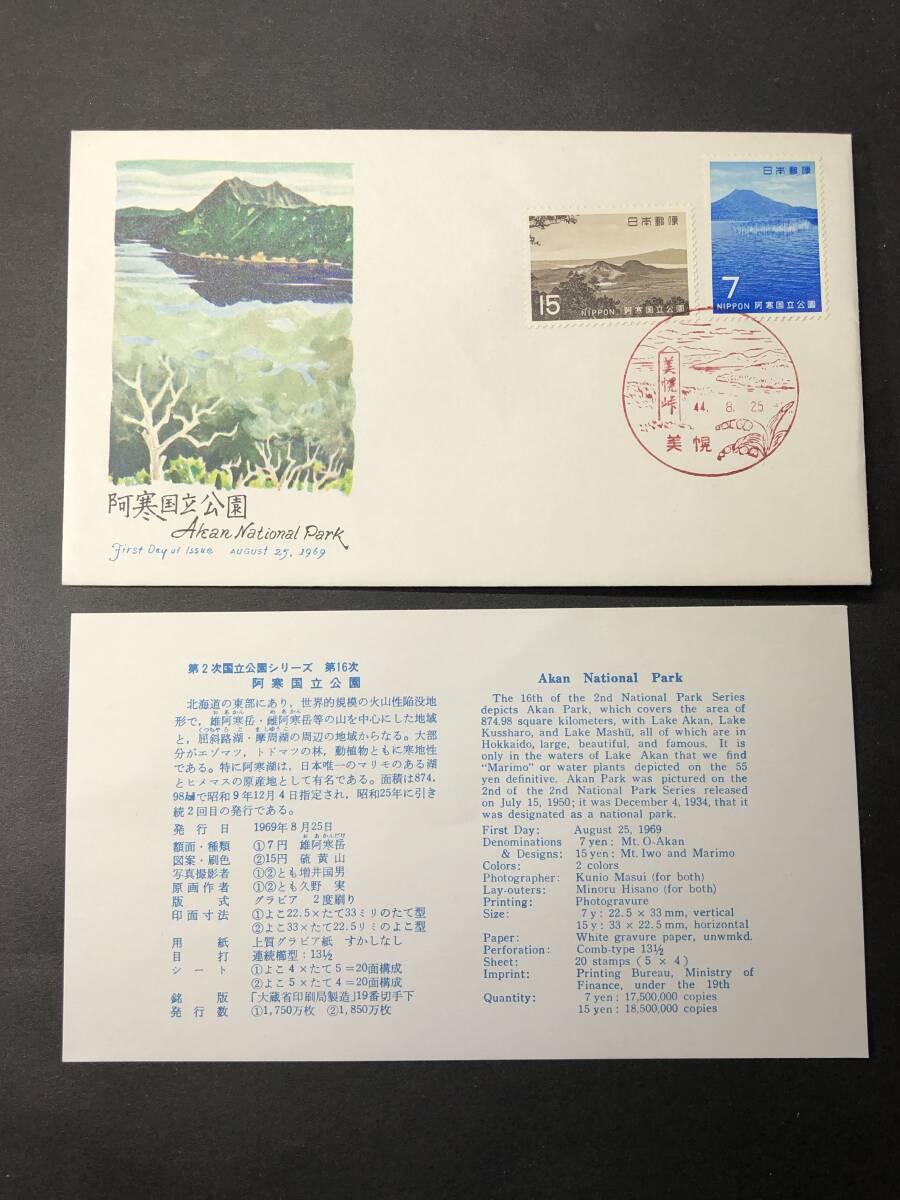 日本郵便
15
NIPPON 阿寒国立公園
日本郵便
7
NIPPON 阿寒国立公園
美幌峠
44. 8. 25
美幌
阿寒国立公園
Akan National Park
First Day of Issue AUGUST 25, 1969
第2次国立公園シリーズ 第16次
阿寒国立公園
北海道の東部にあり，世界的規模の火山性陥没地
形で，雄阿寒岳・雌阿寒岳等の山を中心にした地域
と，屈斜路湖・摩周湖の周辺の地域からなる。大部
分がエゾマツ，トドマツの林，動植物ともに寒地性
である。特に阿寒湖は，日本唯一のマリモのある湖
とヒメマスの原産地として有名である。面積は874.
98㎢で昭和9年12月4日指定され，昭和25年に引き
続2回目の発行である。
発行日 1969年8月25日
額面・種類 ①7円 雄阿寒岳
図案・刷色 ②15円 硫黄山
写真撮影者 ①②とも増井国男
原画作者 ①②とも久野 実
版式 グラビア 2度刷り
印面寸法 ①よこ22.5×たて33ミリのたて型
②よこ33×たて22.5リミのよこ型
用紙 上質グラビア紙 すかしなし
目打 連続櫛型：13½
シート ①よこ4×たて5＝20面構成
②よこ5×たて4＝20面構成
銘版 「大蔵省印刷局製造」19番切手下
発行数 ①1,750万枚 ②1,850万枚
Akan National Park
The 16th of the 2nd National Park Series
depicts Akan Park, which covers the area of
874.98 square kilometers, with Lake Akan, Lake
Kussharo, and Lake Mashū, all of which are in
Hokkaido, large, beautiful, and famous. It is
only in the waters of Lake Akan that we find
"Marimo" or water plants depicted on the 55
yen definitive. Akan Park was pictured on the
2nd of the 2nd National Park Series released
on July 15, 1950; it was December 4, 1934, that it
was designated as a national park.
First Day: August 25, 1969
Denominations 7 yen: Mt. O-Akan
& Designs: 15 yen: Mt. Iwo and Marimo
Colors: 2 colors
Photographer: Kunio Masui (for both)
Lay-outers: Minoru Hisano (for both)
Printing: Photogravure
Size: 7 y: 22.5 × 33 mm, vertical
15 y: 33 × 22.5 mm, horizontal
Paper: White gravure paper, unwmkd.
Perforation: Comb-type 13½
Sheet: 20 stamps (5 × 4)
Imprint: Printing Bureau, Ministry of
Finance, under the 19th
Quantity: 7 yen: 17,500,000 copies
15 yen: 18,500,000 copies